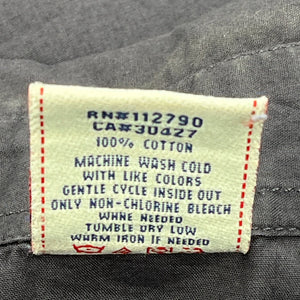 RN#112790
CA#30427
100% COTTON
MACHINE WASH COLD
WITH LIKE COLORS
GENTLE CYCLE INSIDE OUT
ONLY NON-CHLORINE BLEACH
WHNE NEEDED
TUMBLE DRY LOW
WARM IRON IF NEEDED